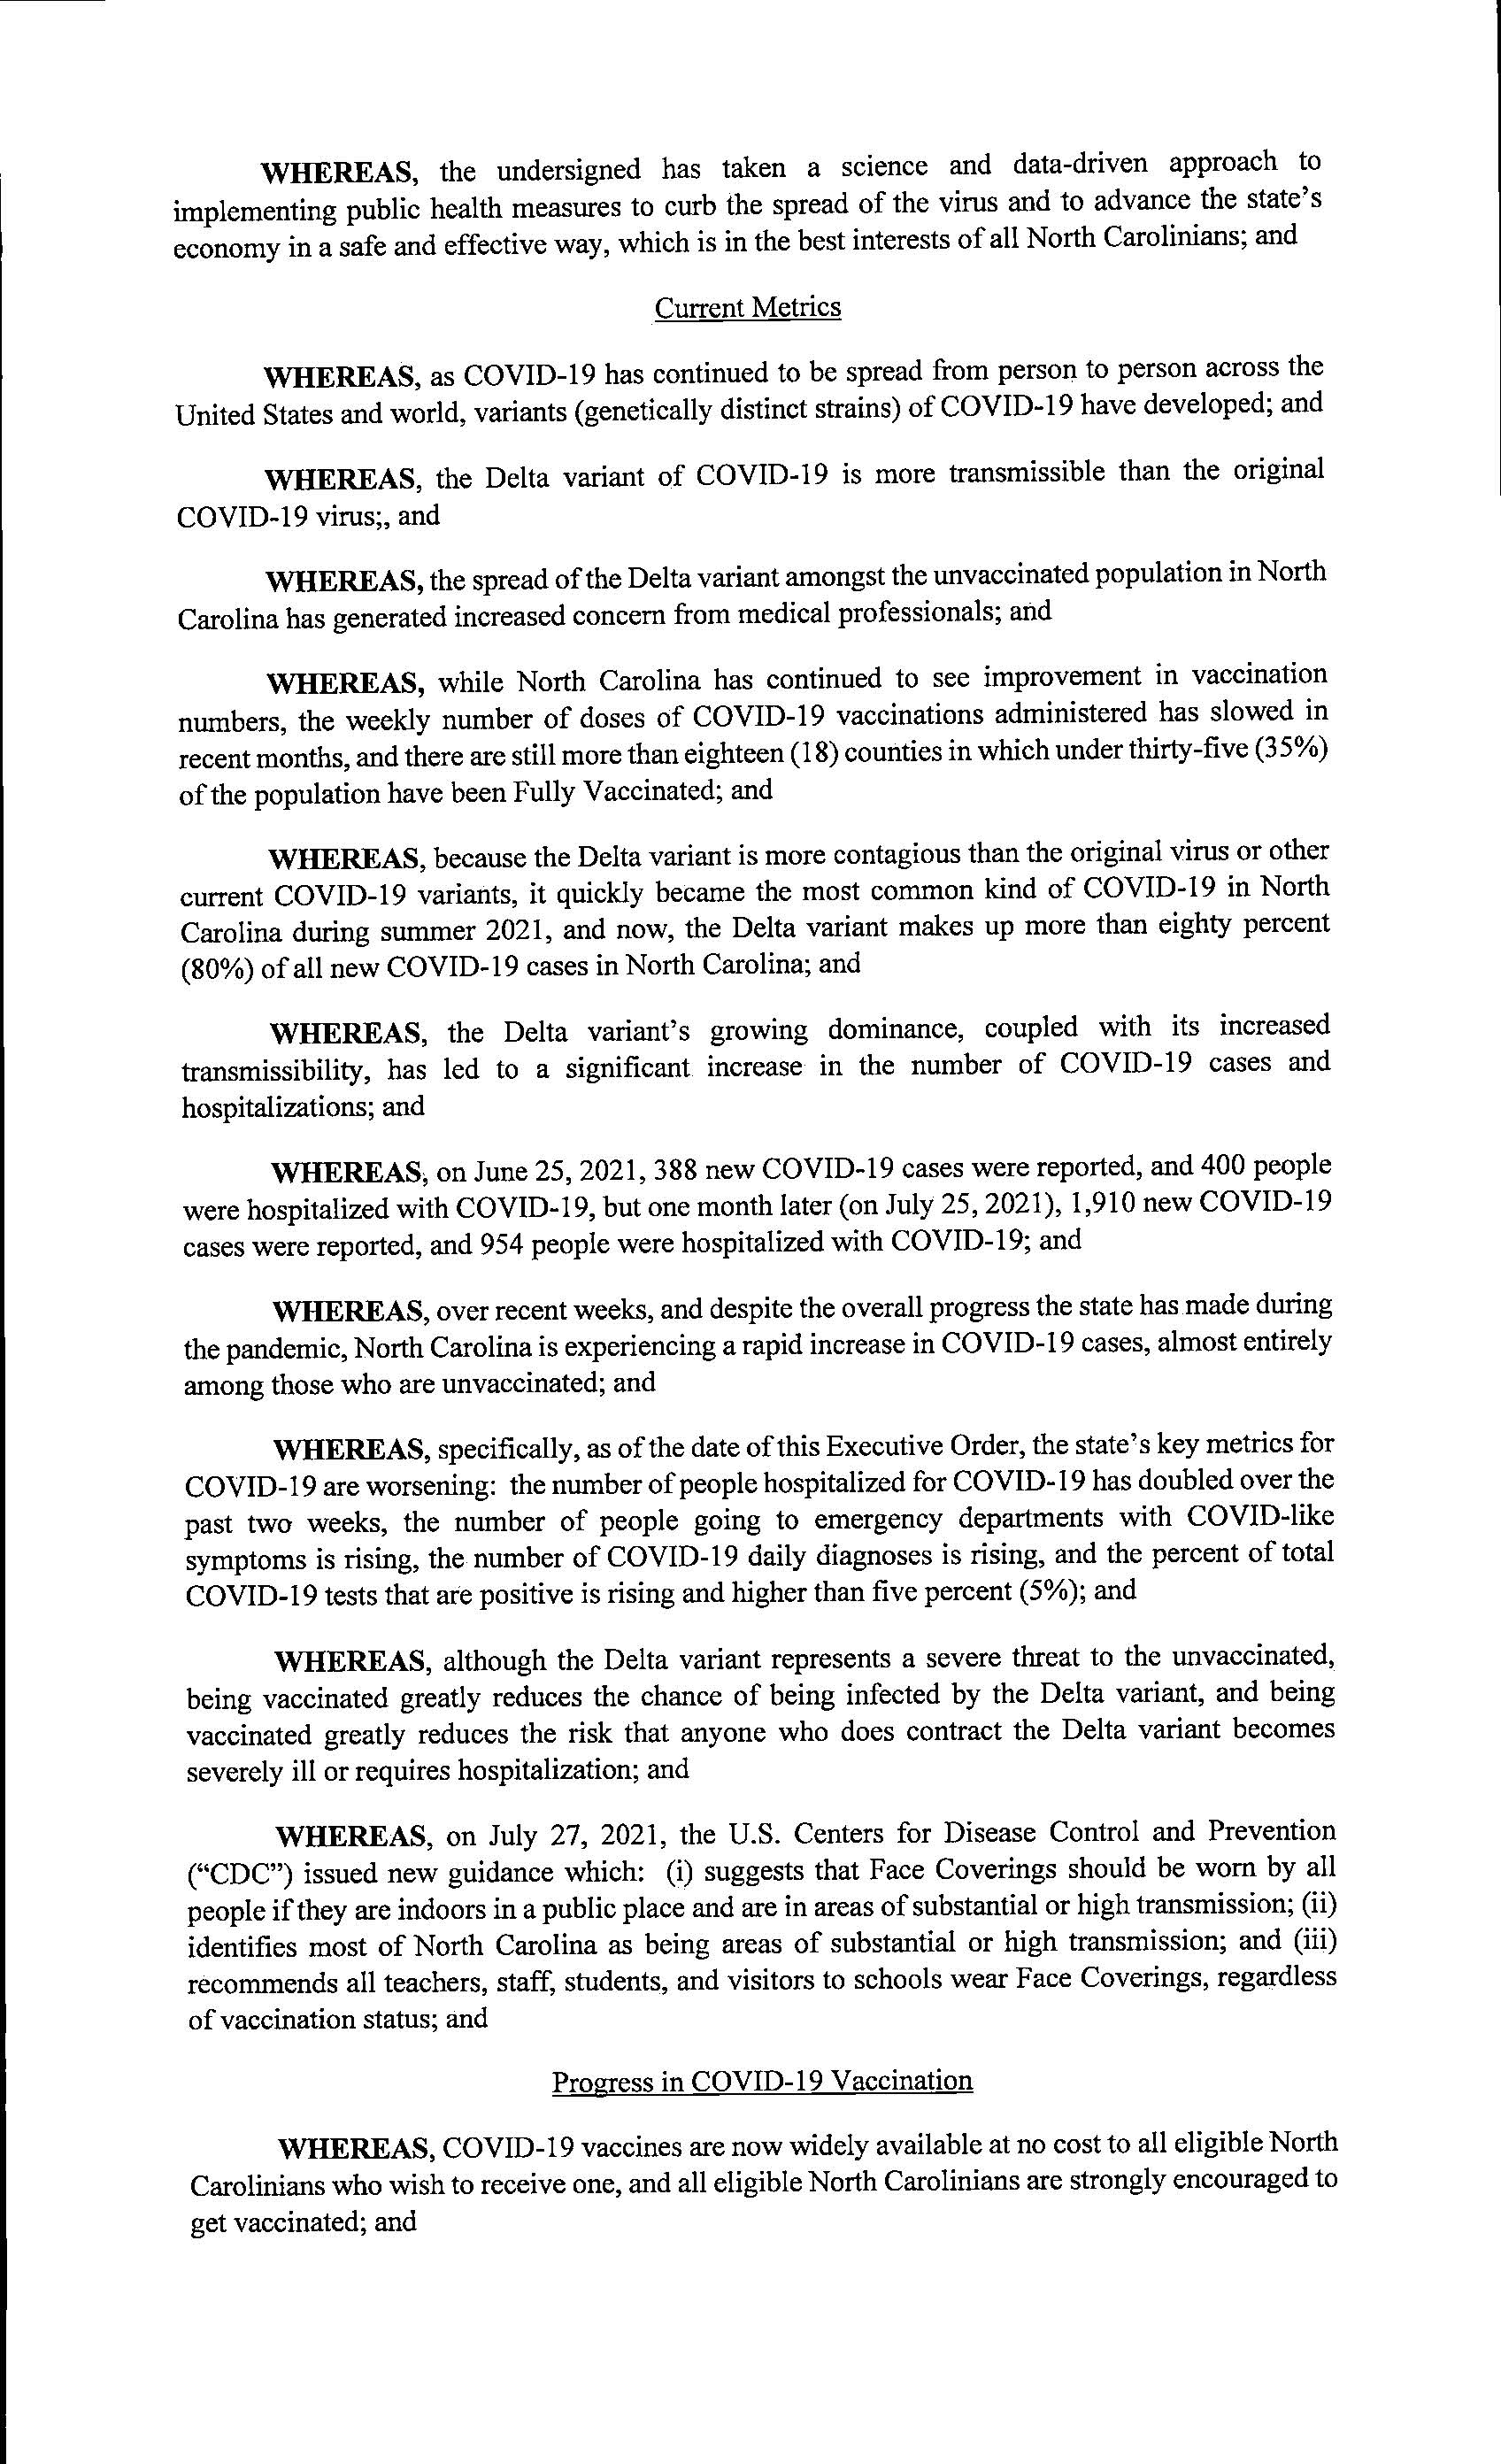 WHEREAS, the undersigned has taken a science and data-driven approach to
implementing public health measures to curb the spread of the virus and to advance the state's
economy in a safe and effective way, which is in the best interests of all North Carolinians; and
Current Metrics
WHEREAS, as COVID-19 has continued to be spread from person to person across the
United States and world, variants (genetically distinct strains) of COVID-19 have developed; and
WHEREAS, the Delta variant of COVID-19 is more transmissible than the original
COVID-19 virus;, and
WHEREAS, the spread of the Delta variant amongst the unvaccinated population in North
Carolina has generated increased concern from medical professionals; and
WHEREAS, while North Carolina has continued to see improvement in vaccination
numbers, the weekly number of doses of COVID-19 vaccinations administered has slowed in
recent months, and there are still more than eighteen (18) counties in which under thirty-five (35%)
of the population have been Fully Vaccinated; and
WHEREAS, because the Delta variant is more contagious than the original virus or other
current COVID-19 variants, it quickly became the most common kind of COVID-19 in North
Carolina during summer 2021, and now, the Delta variant makes up more than eighty percent
(80%) of all new COVID-19 cases in North Carolina; and
WHEREAS, the Delta variant's growing dominance, coupled with its increased
transmissibility, has led to a significant increase in the number of COVID-19 cases and
hospitalizations; and
WHEREAS, on June 25, 2021, 388 new COVID-19 cases were reported, and 400 people
were hospitalized with COVID-19, but one month later (on July 25, 2021), 1,910 new COVID-19
cases were reported, and 954 people were hospitalized with COVID-19; and
WHEREAS, over recent weeks, and despite the overall progress the state has made during
the pandemic, North Carolina is experiencing a rapid increase in COVID-19 cases, almost entirely
among those who are unvaccinated; and
WHEREAS, specifically, as of the date of this Executive Order, the state's key metrics for
COVID-19 are worsening: the number of people hospitalized for COVID-19 has doubled over the
past two weeks, the number of people going to emergency departments with COVID-like
symptoms is rising, the number of COVID-19 daily diagnoses is rising, and the percent of total
COVID-19 tests that are positive is rising and higher than five percent (5%); and
WHEREAS, although the Delta variant represents a severe threat to the unvaccinated,
being vaccinated greatly reduces the chance of being infected by the Delta variant, and being
vaccinated greatly reduces the risk that anyone who does contract the Delta variant becomes
severely ill or requires hospitalization; and
WHEREAS, on July 27, 2021, the U.S. Centers for Disease Control and Prevention
("CDC") issued new guidance which: (i) suggests that Face Coverings should be worn by all
people if they are indoors in a public place and are in areas of substantial or high transmission; (ii)
identifies most of North Carolina as being areas of substantial or high transmission; and (iii)
recommends all teachers, staff, students, and visitors to schools wear Face Coverings, regardless
of vaccination status; and
Progress in COVID-19 Vaccination
WHEREAS, COVID-19 vaccines are now widely available at no cost to all eligible North
Carolinians who wish to receive one, and all eligible North Carolinians are strongly encouraged to
get vaccinated; and